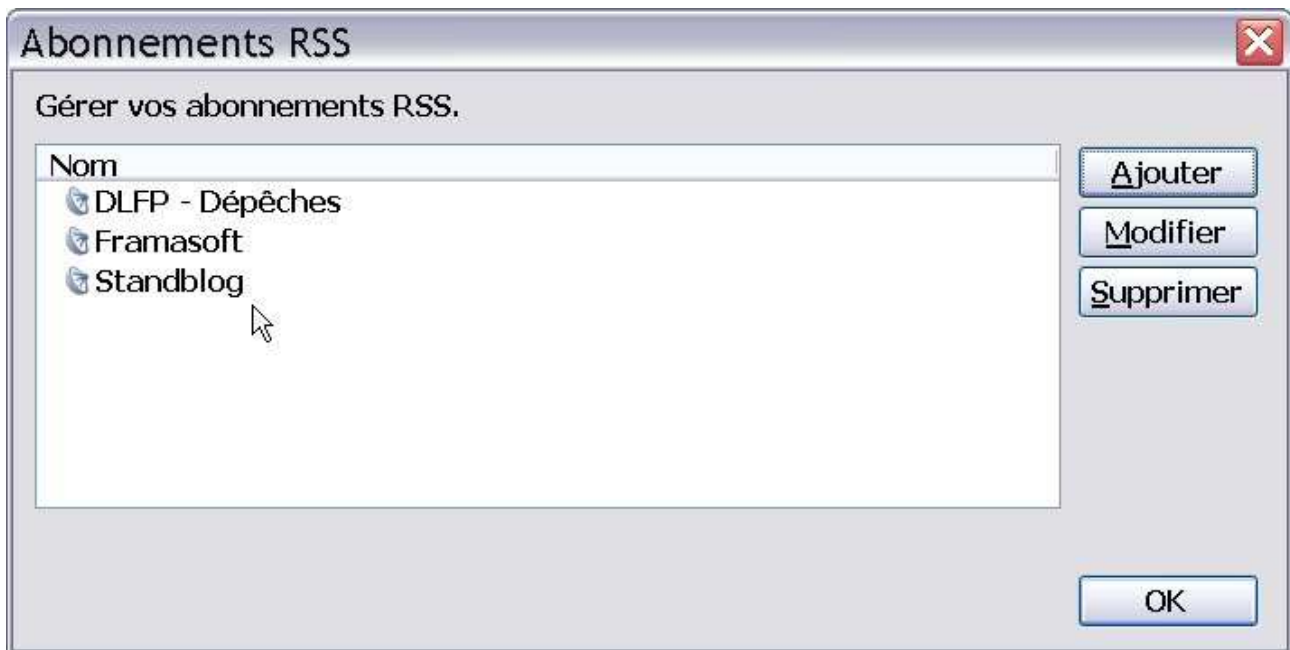 Abonnements RSS
Gérer vos abonnements RSS.
Nom
DLFP - Dépêches
Framasoft
Standblog
Ajouter
Modifier
Supprimer
OK